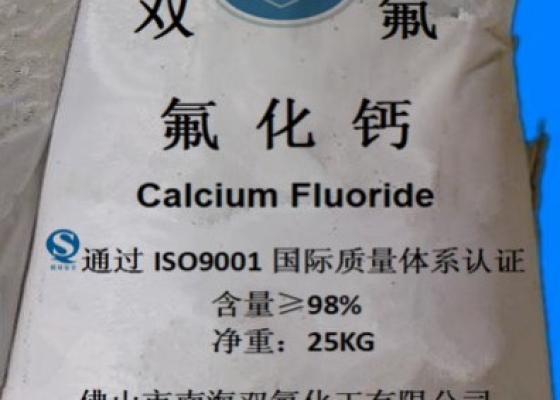 双 氟
氟化钙
Calcium Fluoride
通过 ISO9001 国际质量体系认证
含量≥98%
净重：25KG
佛山市南海双氟化工有限公司